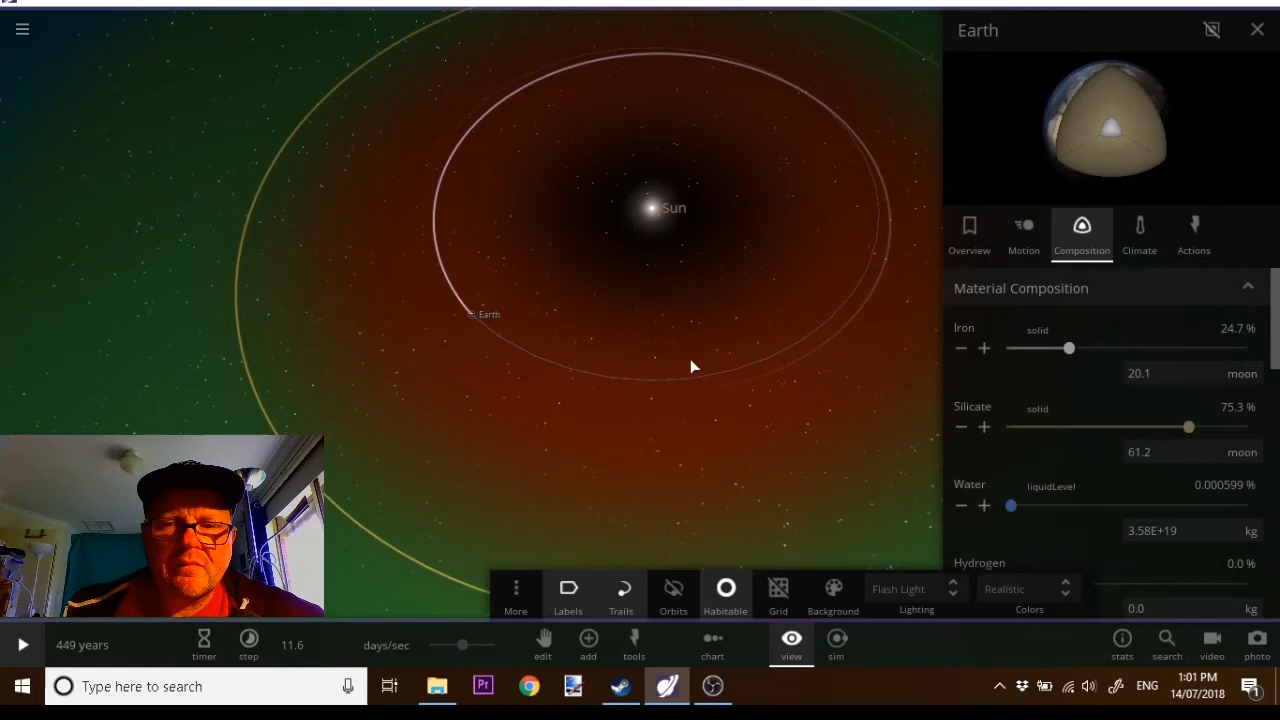 Earth
Sun
Earth
Overview
Motion
Composition
Climate
Actions
Material Composition
Iron solid 24.7 %
20.1 moon
Silicate solid 75.3 %
61.2 moon
Water liquidLevel 0.000599 %
3.58E+19 kg
Hydrogen 0.0 %
0.0 kg
More
Labels
Trails
Orbits
Habitable
Grid
Background
Flash Light
Lighting
Realistic
Colors
449 years
timer
step
11.6 days/sec
edit
add
tools
chart
view
sim
stats
search
video
photo
Type here to search
Pr
ENG
1:01 PM
14/07/2018
1